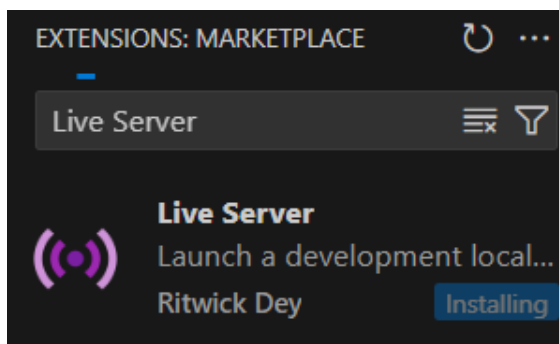 EXTENSIONS: MARKETPLACE
Live Server
Live Server
Launch a development local...
Ritwick Dey Installing